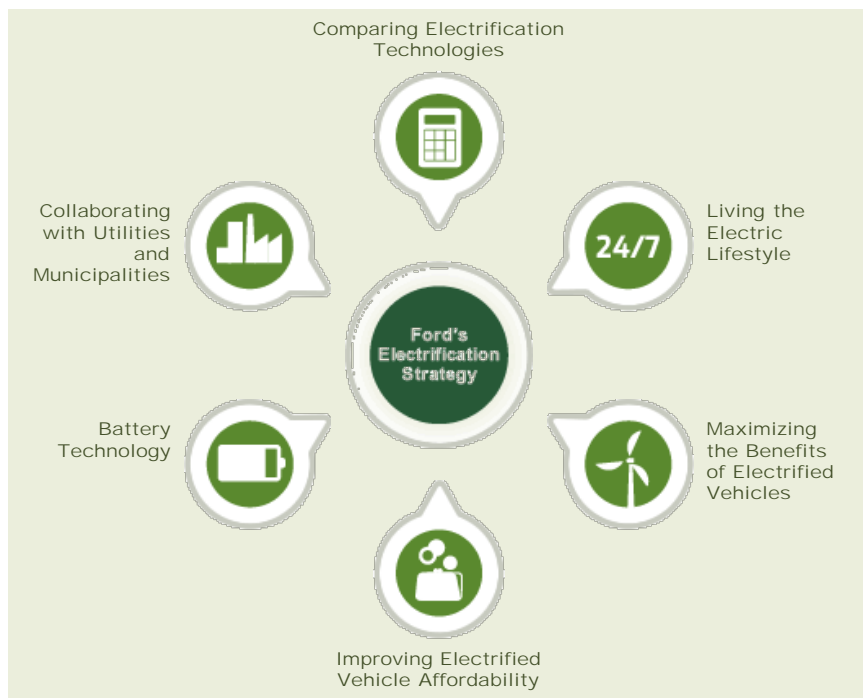 Comparing Electrification
Technologies
Collaborating
with Utilities
and
Municipalities
24/7
Living the
Electric
Lifestyle
Ford's
Electrification
Strategy
Battery
Technology
Maximizing
the Benefits
of Electrified
Vehicles
Improving Electrified
Vehicle Affordability